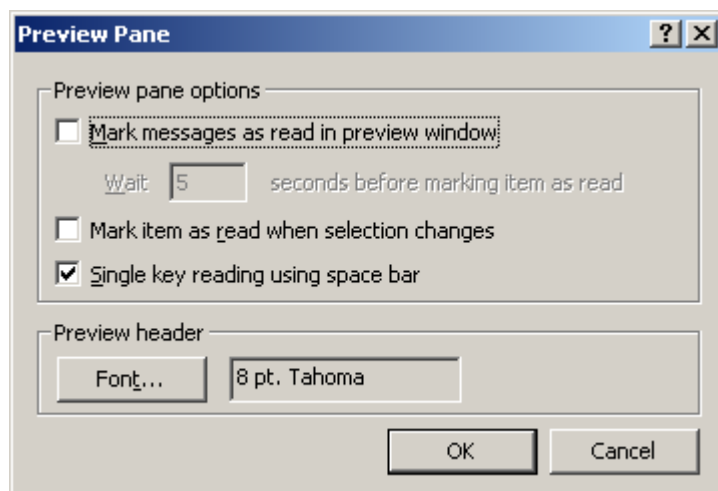 Preview Pane
Preview pane options
Mark messages as read in preview window
Wait 5 seconds before marking item as read
Mark item as read when selection changes
Single key reading using space bar
Preview header
Font... 8 pt. Tahoma
OK Cancel